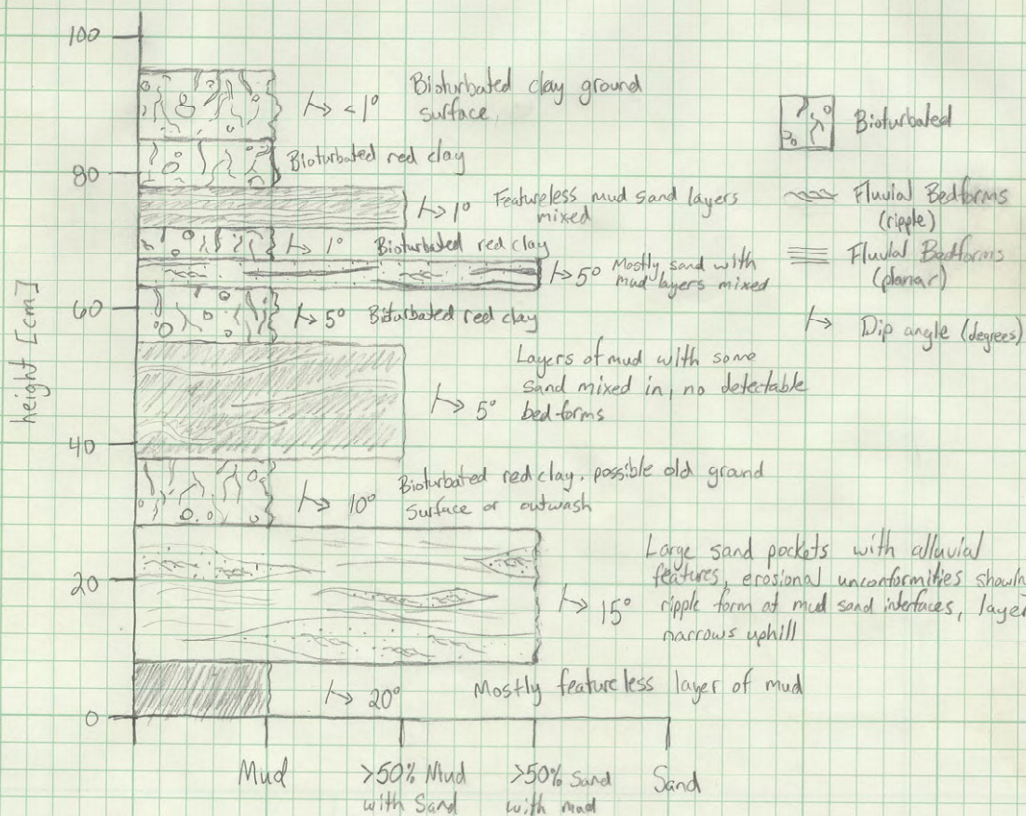 100
80
60
40
20
0
height [cm]
< 1°
Bioturbated clay ground
surface
Bioturbated red clay
1°
Featureless mud sand layers
mixed
1°
Bioturbated red clay
5°
Mostly sand with
mud layers mixed
5°
Bioturbated red clay
Layers of mud with some
sand mixed in, no detectable
5°
bedforms
Bioturbated red clay, possible old ground
10°
surface or outwash
Large sand pockets with alluvial
features, erosional unconformities shown
15°
ripple form at mud sand interfaces, layer
narrows uphill
20°
Mostly featureless layer of mud
Mud
>50% Mud
with Sand
>50% Sand
with mud
Sand
Bioturbated
Fluvial Bedforms
(ripple)
Fluvial Bedforms
(planar)
Dip angle (degrees)